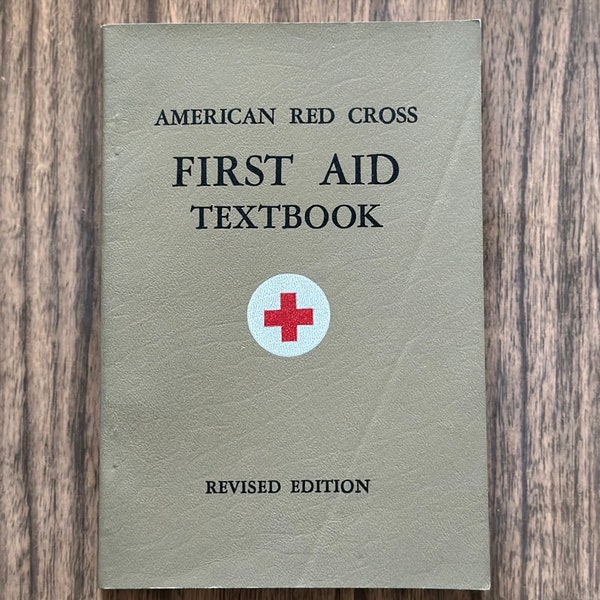 AMERICAN RED CROSS
FIRST AID
TEXTBOOK
REVISED EDITION